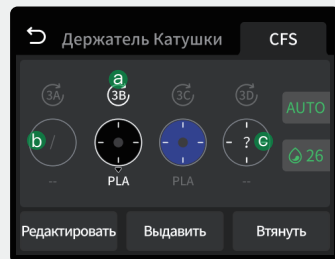 Держатель Катушки CFS
a
3A 3B 3C 3D
AUTO
b / ? c
26
-- PLA PLA --
Редактировать Выдавить Втянуть